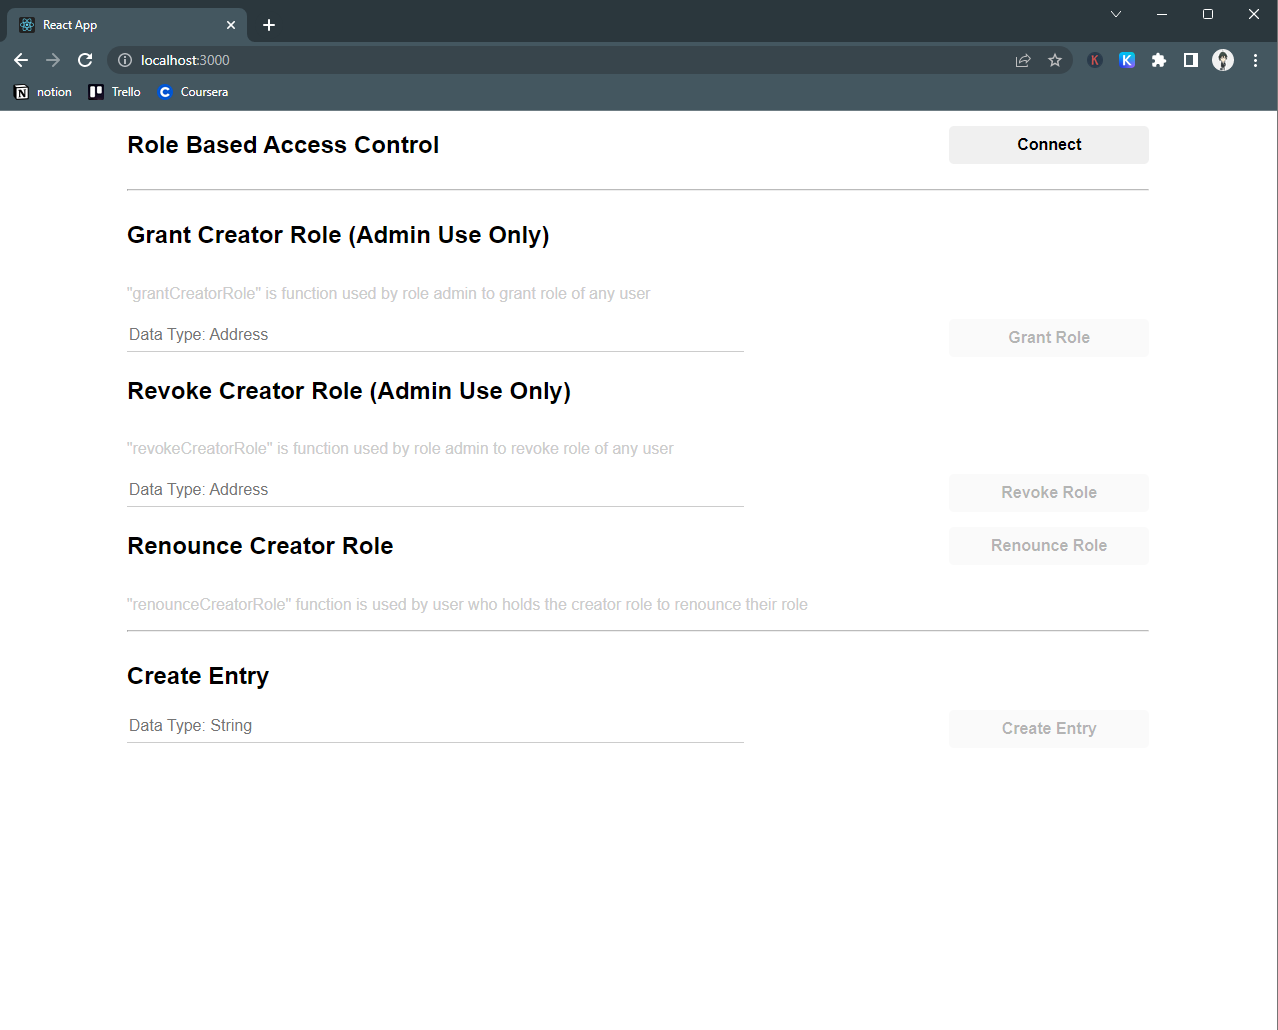 React App
localhost:3000
K
K
notion
Trello
Coursera
Role Based Access Control
Connect
Grant Creator Role (Admin Use Only)
"grantCreatorRole" is function used by role admin to grant role of any user
Data Type: Address
Grant Role
Revoke Creator Role (Admin Use Only)
"revokeCreatorRole" is function used by role admin to revoke role of any user
Data Type: Address
Revoke Role
Renounce Creator Role
Renounce Role
"renounceCreatorRole" function is used by user who holds the creator role to renounce their role
Create Entry
Data Type: String
Create Entry